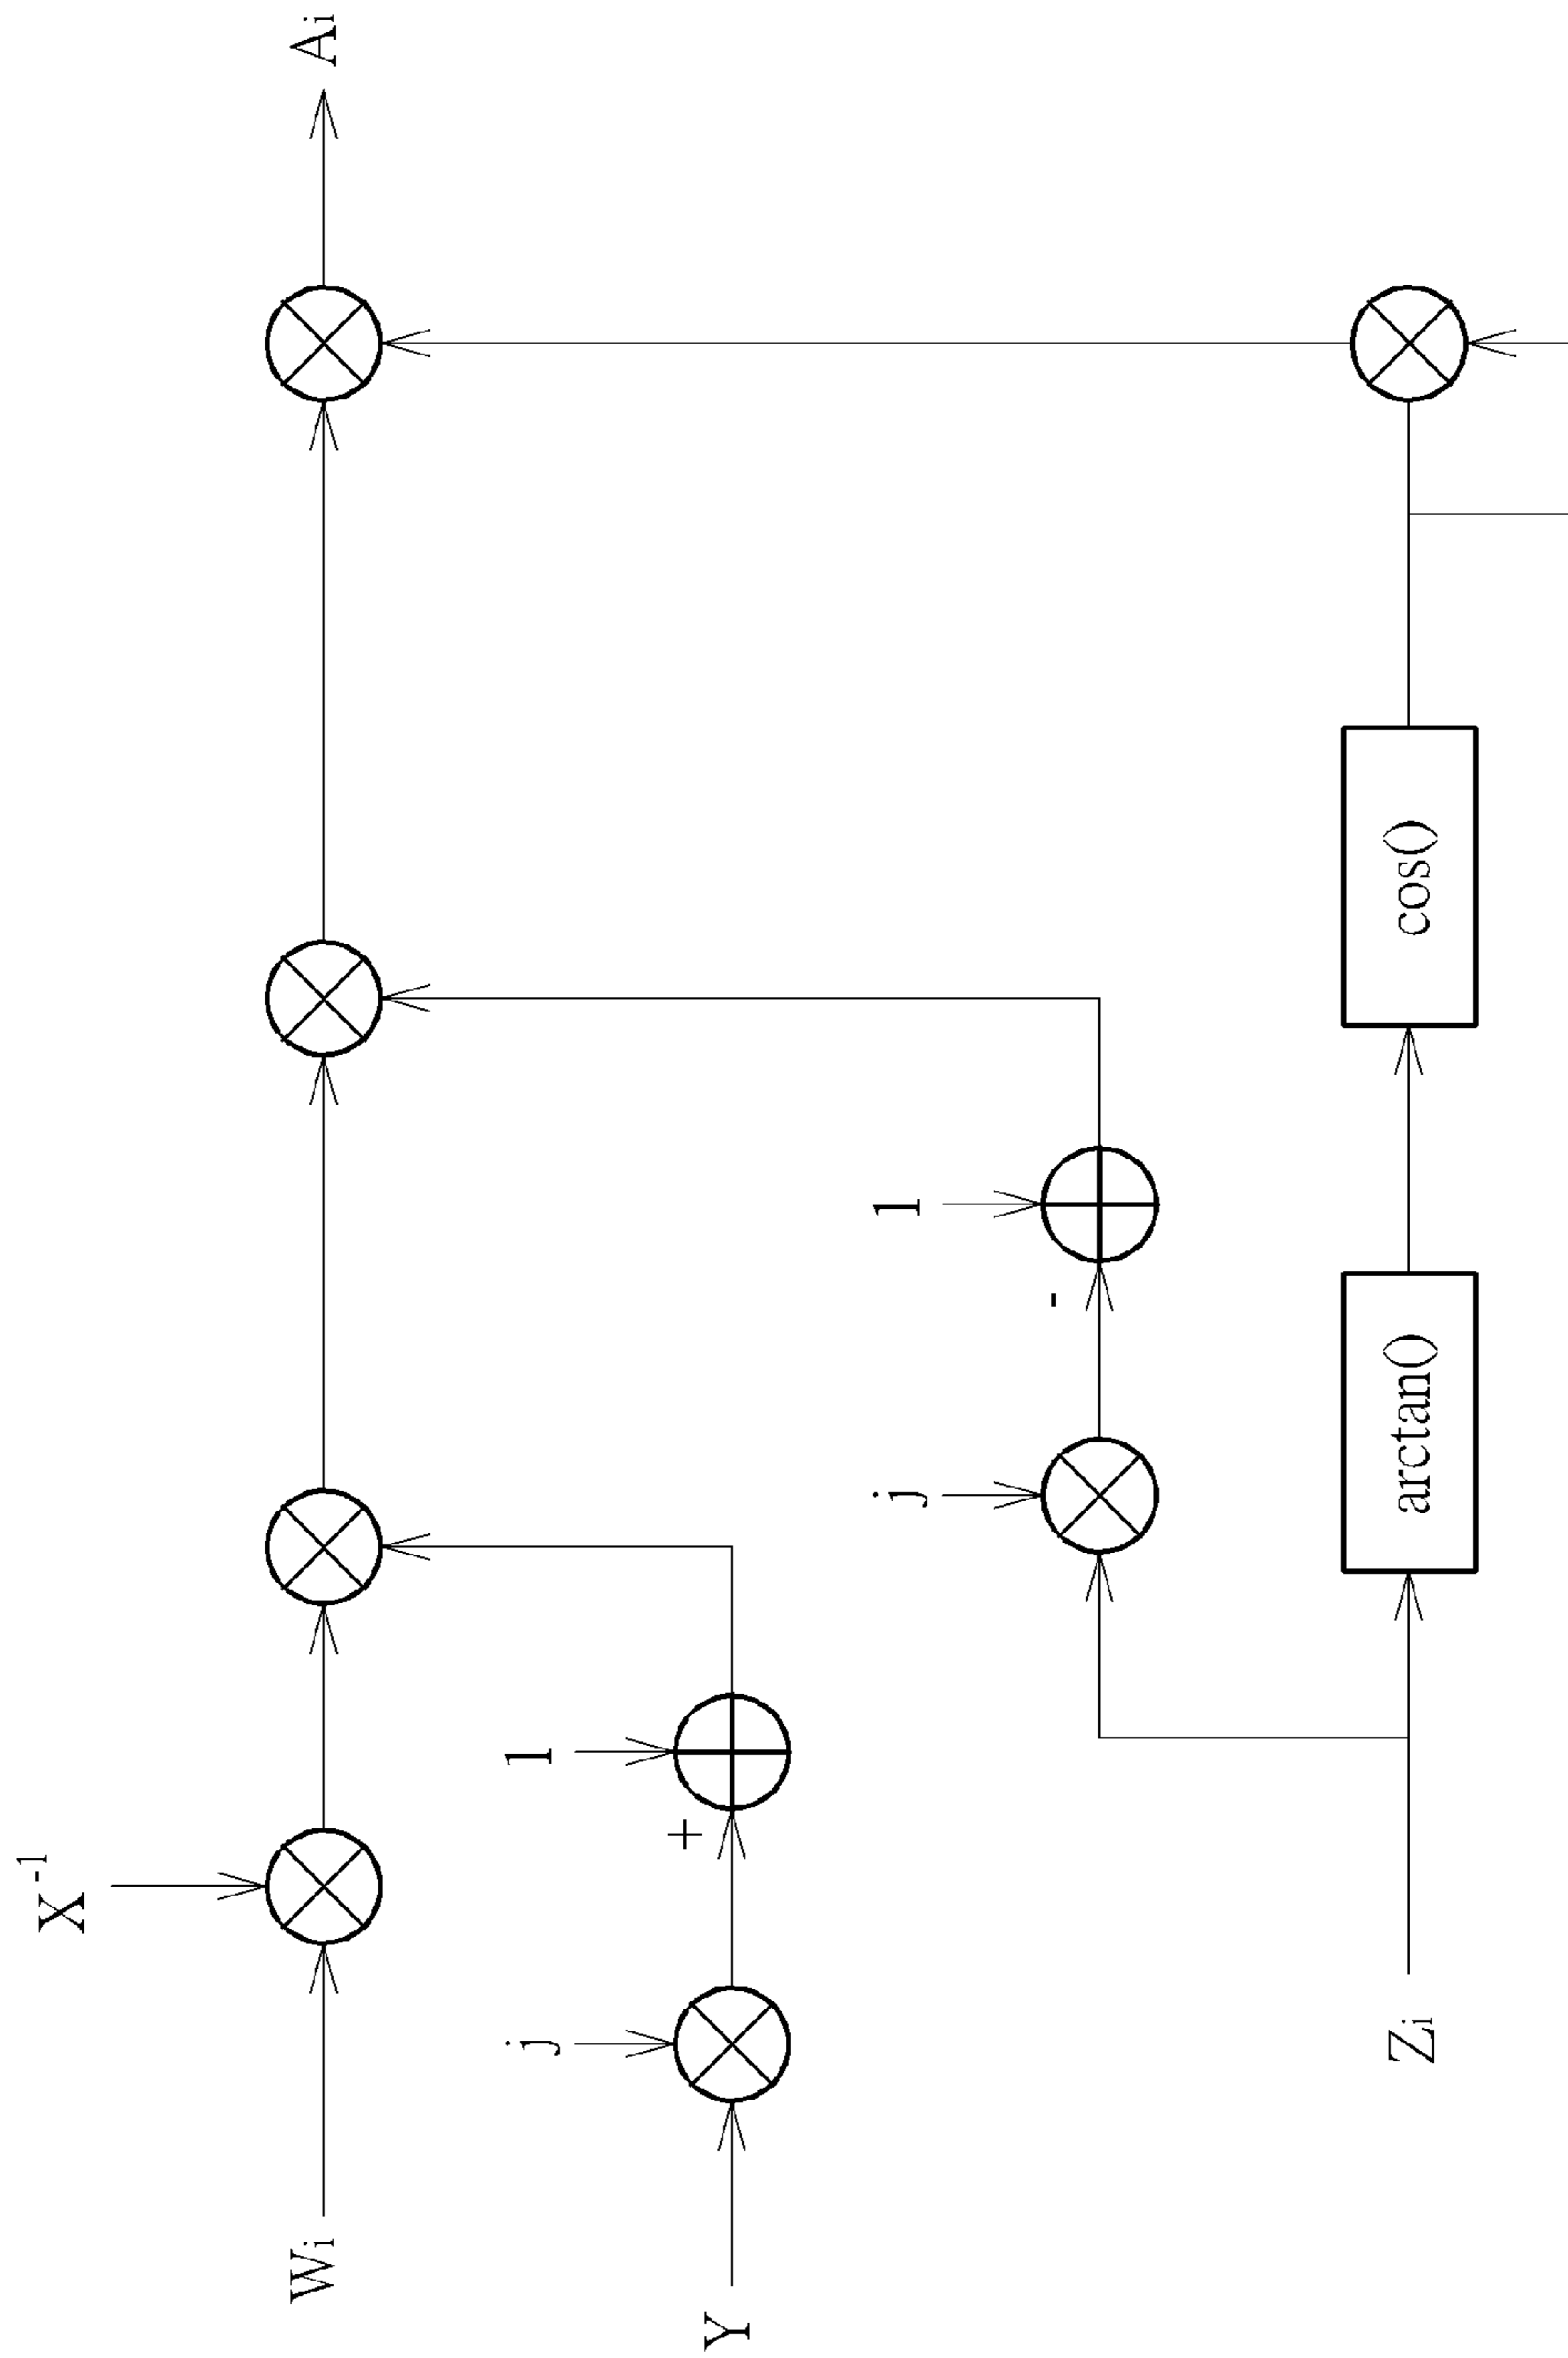 Wi
X-1
Y
j
+
1
j
-
1
Zi
arctan()
cos()
Ai